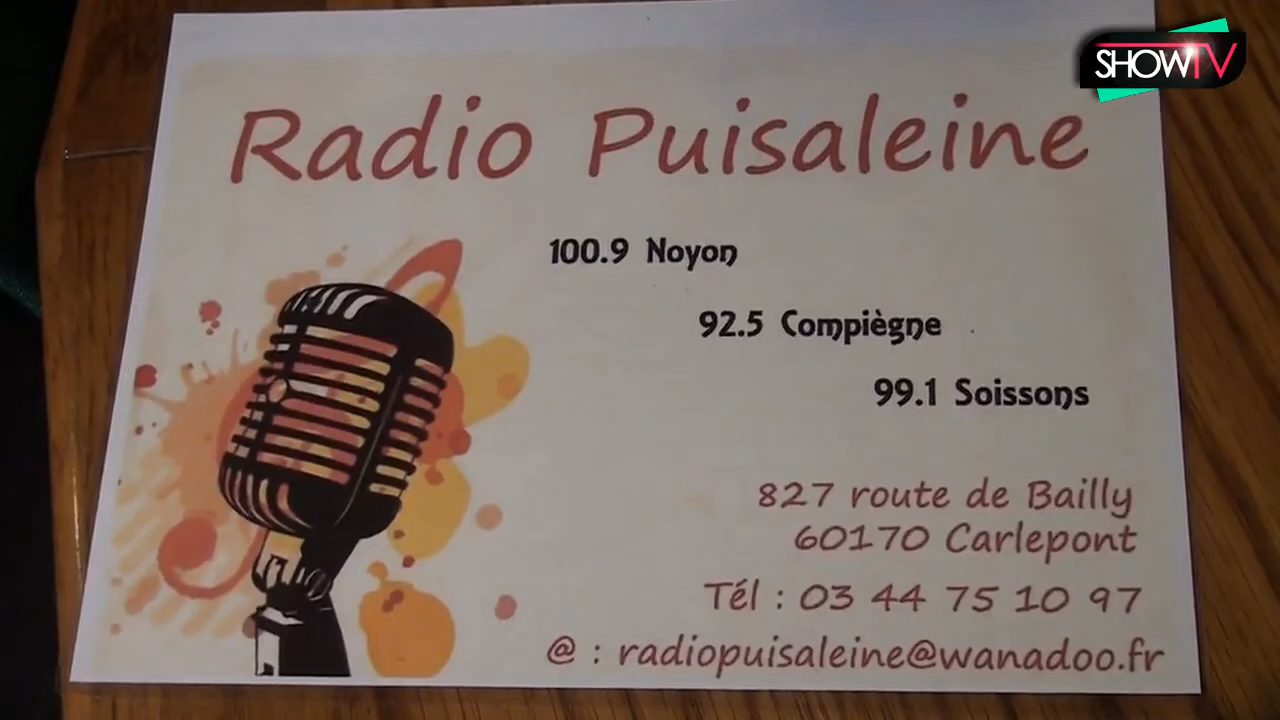 SHOWTV
Radio Puisaleine
100.9 Noyon
92.5 Compiègne
99.1 Soissons
827 route de Bailly
60170 Carlepont
Tél : 03 44 75 10 97
@ : radiopuisaleine@wanadoo.fr